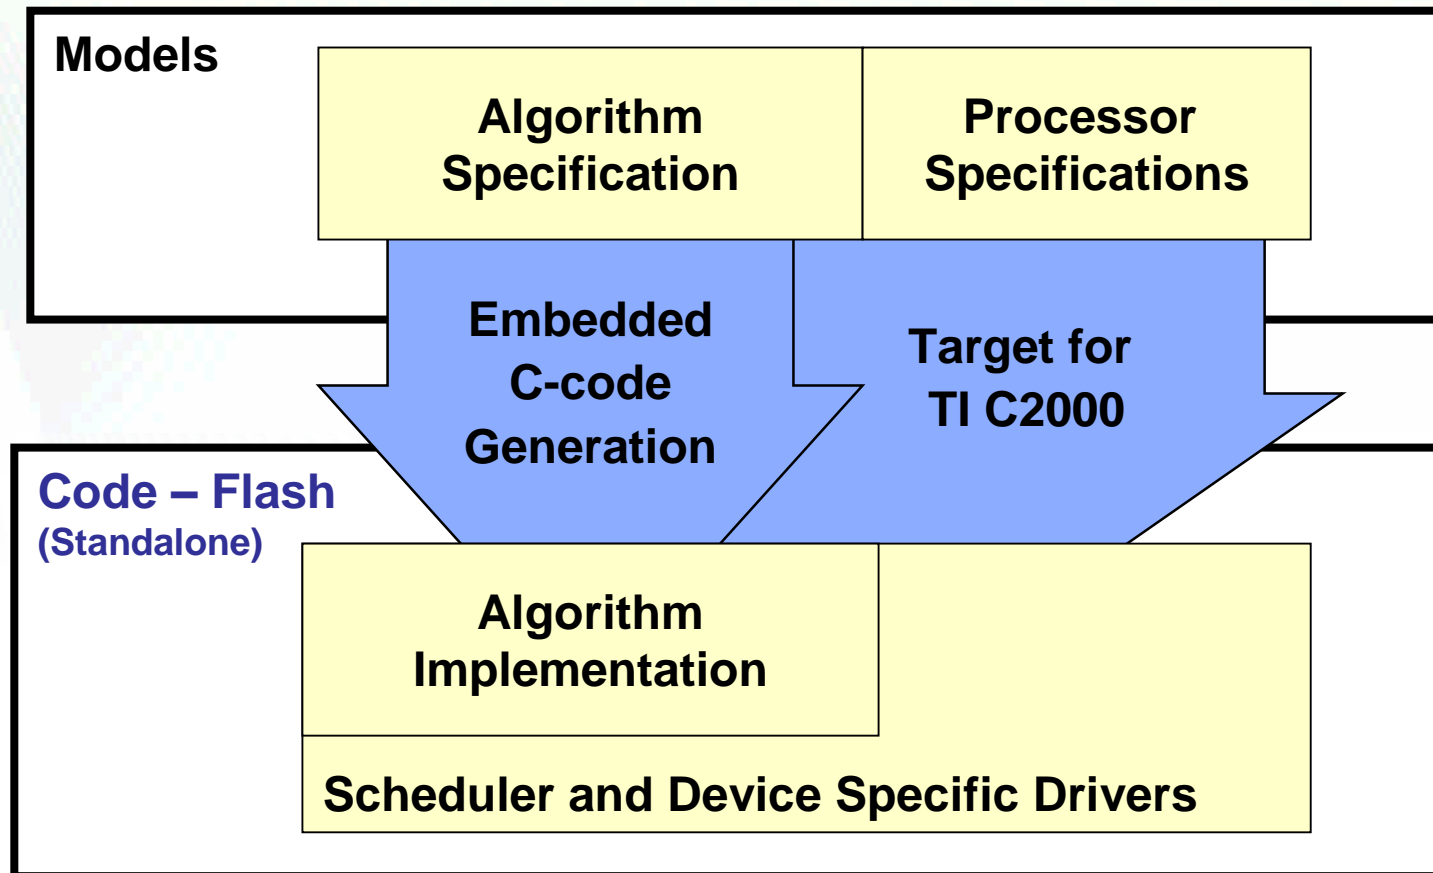 Models
Algorithm
Specification
Processor
Specifications
Embedded
C-code
Generation
Target for
TI C2000
Code – Flash
(Standalone)
Algorithm
Implementation
Scheduler and Device Specific Drivers